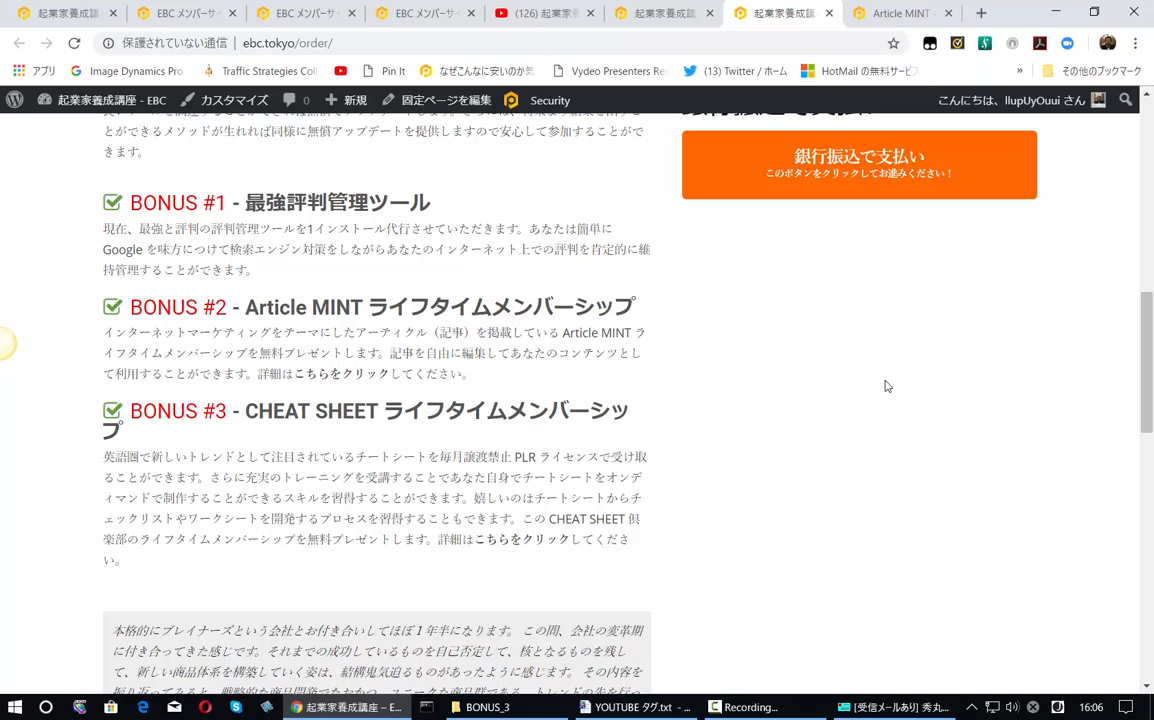 起業家養成講
EBC メンバーサイ
EBC メンバーサイ
EBC メンバーサイ
(126) 起業家養
起業家養成講
起業家養成講
Article MINT -
保護されていない通信 | ebc.tokyo/order/
アプリ
Image Dynamics Pro
Traffic Strategies Coll
Pin It
なぜこんなに安いのか気
Vydeo Presenters Res
(13) Twitter / ホーム
HotMail の無料サービス
»
その他のブックマーク
起業家養成講座 - EBC
カスタマイズ
0
新規
固定ページを編集
Security
こんにちは、llupUyOuui さん
とができるメソッドが生れれば同様に無償アップデートを提供しますので安心して参加することがで
きます。
BONUS #1 - 最強評判管理ツール
現在、最強と評判の評判管理ツールを1インストール代行させていただきます。あなたは簡単に
Google を味方につけて検索エンジン対策をしながらあなたのインターネット上での評判を肯定的に維
持管理することができます。
BONUS #2 - Article MINT ライフタイムメンバーシップ
インターネットマーケティングをテーマにしたアーティクル（記事）を掲載している Article MINT ラ
イフタイムメンバーシップを無料プレゼントします。記事を自由に編集してあなたのコンテンツとし
て利用することができます。詳細はこちらをクリックしてください。
BONUS #3 - CHEAT SHEET ライフタイムメンバーシッ
プ
英語圏で新しいトレンドとして注目されているチートシートを毎月譲渡禁止 PLR ライセンスで受け取
ることができます。さらに充実のトレーニングを受講することであなた自身でチートシートをオンデ
ィマンドで制作することができるスキルを習得することができます。嬉しいのはチートシートからチ
ェックリストやワークシートを開発するプロセスを習得することもできます。この CHEAT SHEET 倶
楽部のライフタイムメンバーシップを無料プレゼントします。詳細はこちらをクリックしてくださ
い。
本格的にブレイナーズという会社とお付き合いしてほぼ１年半になります。 この間、会社の変革期
に付き合ってきた感じです。それまでの成功しているものを自己否定して、核となるものを残し
て、新しい商品体系を構築していく姿は、結構鬼気迫るものがあったように感じます。 その内容を
銀行振込で支払い
このボタンをクリックしてお進みください！
起業家養成講座 – E...
BONUS_3
YOUTUBE タグ.txt - ...
Recording...
[受信メールあり] 秀丸...
16:06